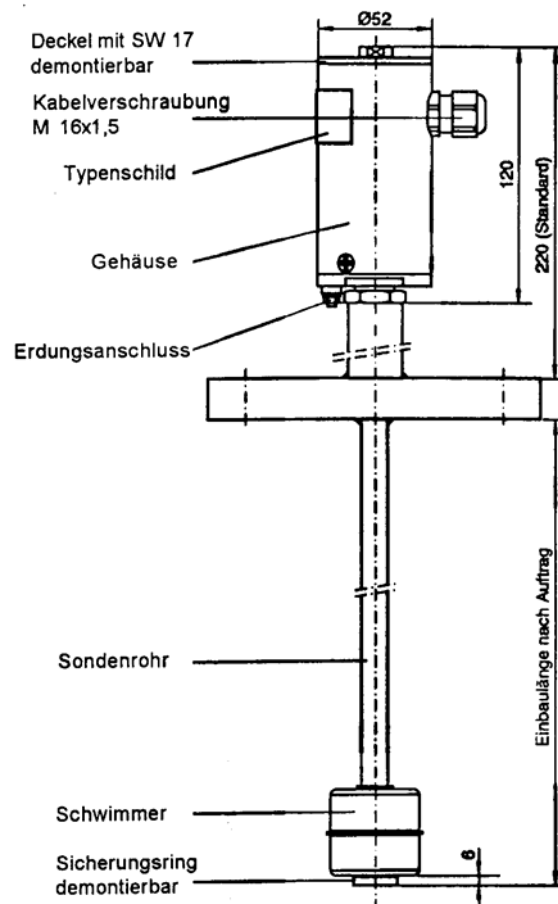 Ø52
Deckel mit SW 17
demontierbar
Kabelverschraubung
M 16x1,5
Typenschild
120
220 (Standard)
Gehäuse
Erdungsanschluss
Sondenrohr
Einbaulänge nach Auftrag
Schwimmer
Sicherungsring
demontierbar
6